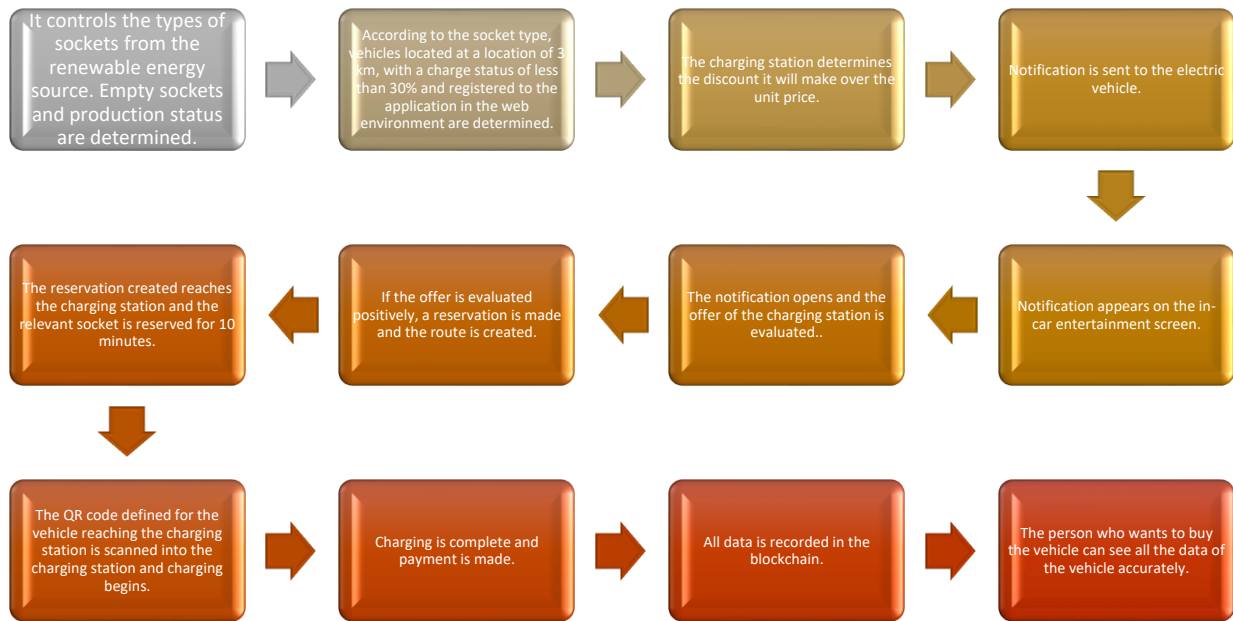 It controls the types of
sockets from the
renewable energy
source. Empty sockets
and production status
are determined.
According to the socket type,
vehicles located at a location of 3
km, with a charge status of less
than 30% and registered to the
application in the web
environment are determined.
The charging station determines
the discount it will make over the
unit price.
Notification is sent to the electric
vehicle.
Notification appears on the in-
car entertainment screen.
The notification opens and the
offer of the charging station is
evaluated..
If the offer is evaluated
positively, a reservation is made
and the route is created.
The reservation created reaches
the charging station and the
relevant socket is reserved for 10
minutes.
The QR code defined for the
vehicle reaching the charging
station is scanned into the
charging station and charging
begins.
Charging is complete and
payment is made.
All data is recorded in the
blockchain.
The person who wants to buy
the vehicle can see all the data of
the vehicle accurately.